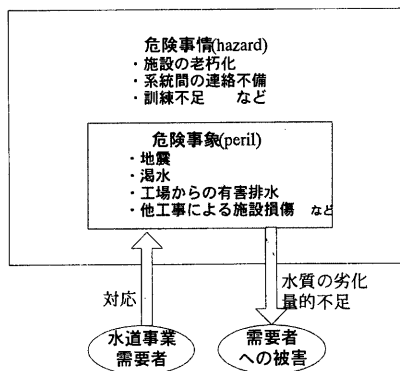 危険事情(hazard)
・施設の老朽化
・系統間の連絡不備
・訓練不足 など
危険事象(peril)
・地震
・渇水
・工場からの有害排水
・他工事による施設損傷 など
対応
水質の劣化
量的不足
水道事業
需要者
需要者
への被害